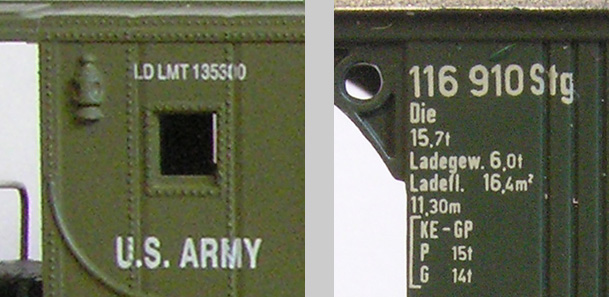 LD LMT 135300
U.S. ARMY
116 910 Stg
Die
15,7t
Ladegew. 6,0t
Ladefl. 16,4m²
11,30m
KE-GP
P 15t
G 14t